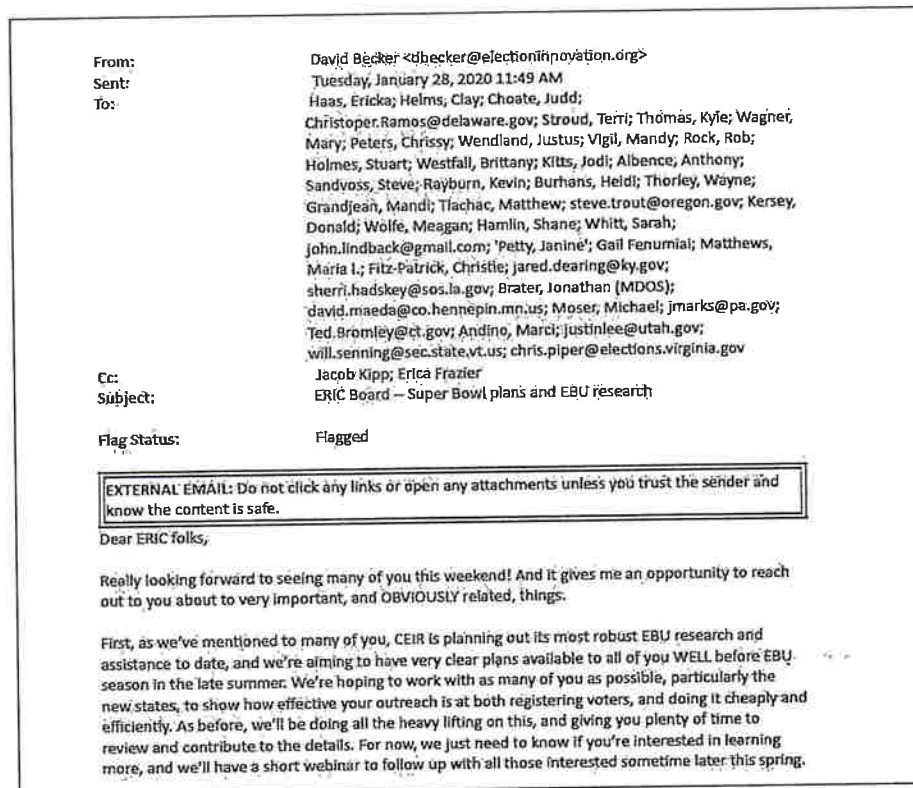 From: David Becker <dbecker@electioninnovation.org>
Sent: Tuesday, January 28, 2020 11:49 AM
To: Haas, Ericka; Helms, Clay; Choate, Judd;
Christoper.Ramos@delaware.gov; Stroud, Terri; Thomas, Kyle; Wagner,
Mary; Peters, Chrissy; Wendland, Justus; Vigil, Mandy; Rock, Rob;
Holmes, Stuart; Westfall, Brittany; Kitts, Jodi; Albence, Anthony;
Sandvoss, Steve; Rayburn, Kevin; Burhans, Heidi; Thorley, Wayne;
Grandjean, Mandi; Tlachac, Matthew; steve.trout@oregon.gov; Kersey,
Donald; Wolfe, Meagan; Hamlin, Shane; Whitt, Sarah;
john.lindback@gmail.com; 'Petty, Janine'; Gail Fenumiai; Matthews,
Maria I.; Fitz-Patrick, Christie; jared.dearing@ky.gov;
sherri.hadskey@sos.la.gov; Brater, Jonathan (MDOS);
david.maeda@co.hennepin.mn.us; Moser, Michael; jmarks@pa.gov;
Ted.Bromley@ct.gov; Andino, Marci; justinlee@utah.gov;
will.senning@sec.state.vt.us; chris.piper@elections.virginia.gov
Cc: Jacob Kipp; Erica Frazier
Subject: ERIC Board – Super Bowl plans and EBU research
Flag Status: Flagged
EXTERNAL EMAIL: Do not click any links or open any attachments unless you trust the sender and
know the content is safe.
Dear ERIC folks,
Really looking forward to seeing many of you this weekend! And it gives me an opportunity to reach
out to you about to very important, and OBVIOUSLY related, things.
First, as we've mentioned to many of you, CEIR is planning out its most robust EBU research and
assistance to date, and we're aiming to have very clear plans available to all of you WELL before EBU
season in the late summer. We're hoping to work with as many of you as possible, particularly the
new states, to show how effective your outreach is at both registering voters, and doing it cheaply and
efficiently. As before, we'll be doing all the heavy lifting on this, and giving you plenty of time to
review and contribute to the details. For now, we just need to know if you're interested in learning
more, and we'll have a short webinar to follow up with all those interested sometime later this spring.